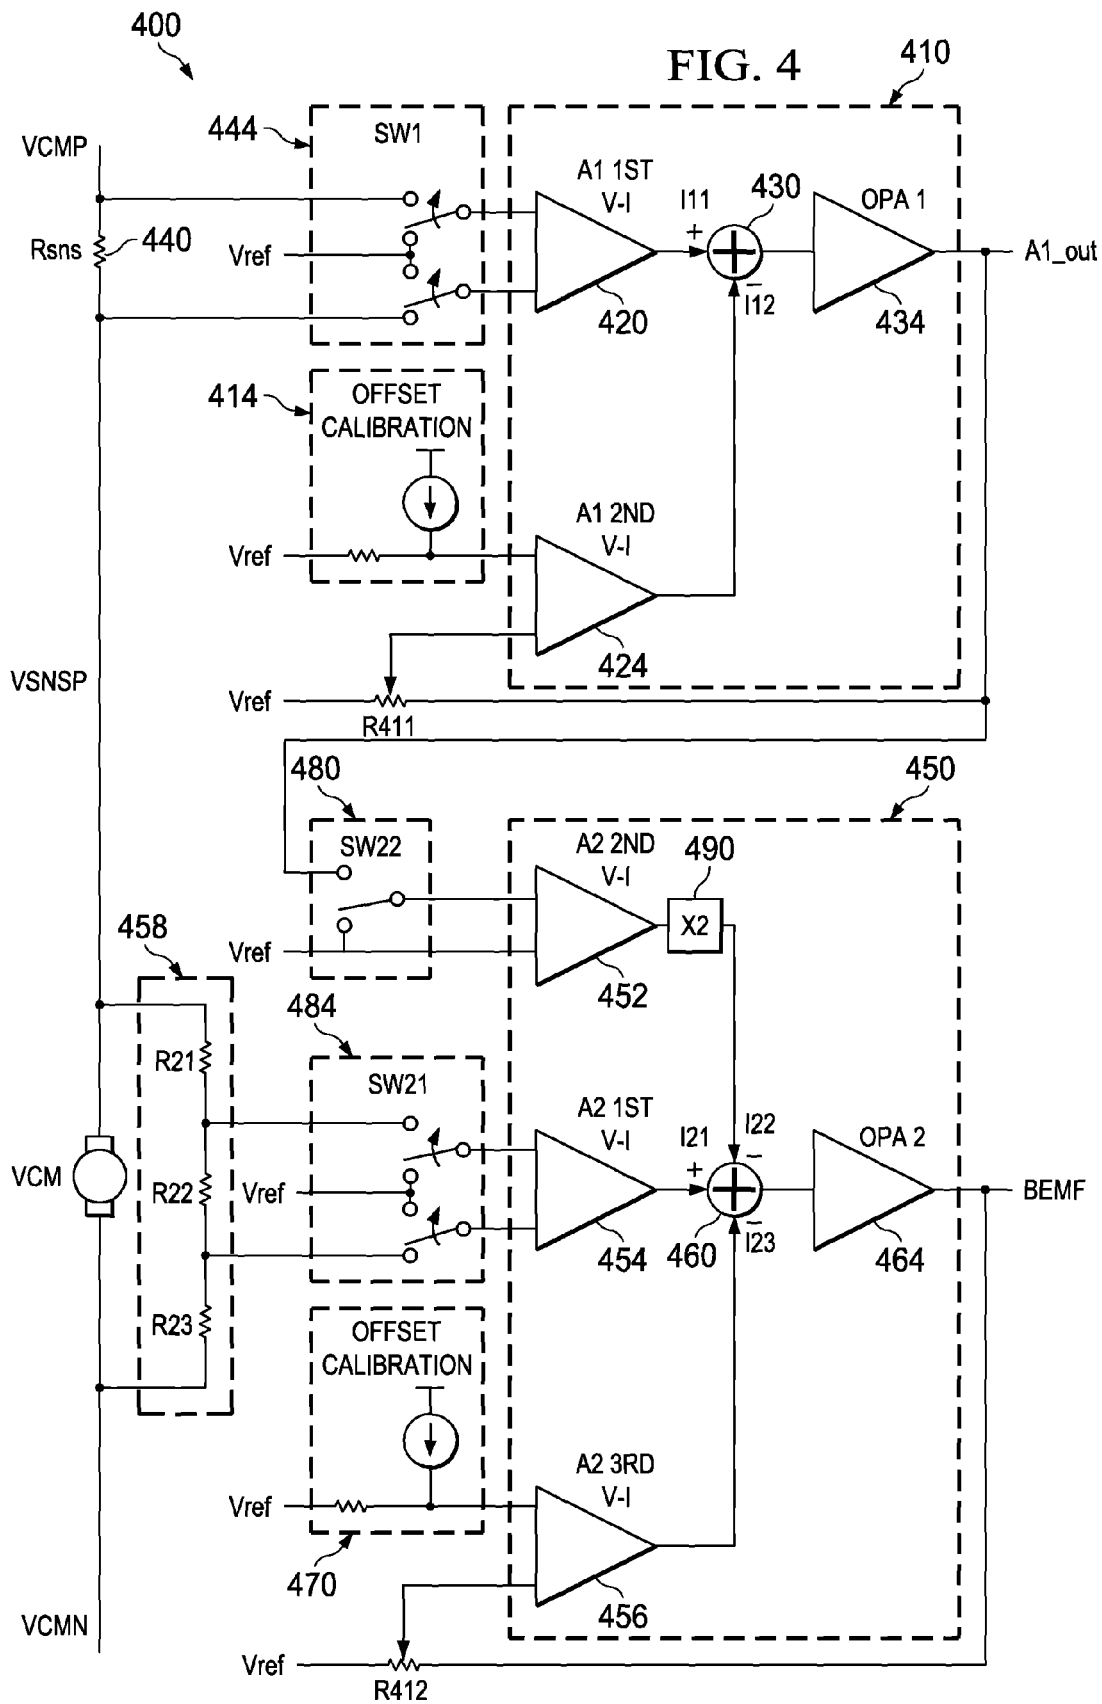 400
FIG. 4
410
444
SW1
VCMP
A1 1ST
V-I
I11
430
OPA 1
+
Rsns
440
Vref
A1_out
–
I12
420
434
414
OFFSET
CALIBRATION
A1 2ND
V-I
Vref
424
VSNSP
Vref
R411
480
450
SW22
A2 2ND
V-I
490
X2
458
Vref
452
484
R21
SW21
A2 1ST
V-I
I21
I22
OPA 2
+
–
VCM
R22
Vref
BEMF
–
I23
454
460
464
R23
OFFSET
CALIBRATION
A2 3RD
V-I
Vref
470
456
VCMN
Vref
R412